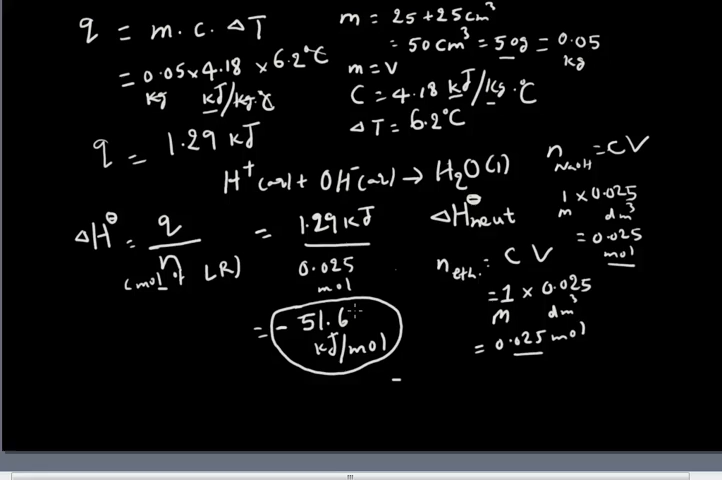 q = m. c. ΔT
= 0.05 x 4.18 x 6.2°C
kg kJ/kg.°C
q = 1.29 kJ
m = 25 + 25 cm³
= 50 cm³ = 50g = 0.05
kg
m = V
C = 4.18 kJ/kg.°C
ΔT = 6.2°C
H⁺(aq) + OH⁻(aq) → H₂O(l)
ΔH⊖neut
ΔH⊖ = q/n = 1.29 kJ/0.025 mol
(mol of LR)
= - 51.6
kJ/mol
n NaOH = CV
1 x 0.025
M dm³
= 0.025
mol
n eth. = C V
= 1 x 0.025
M dm³
= 0.025 mol